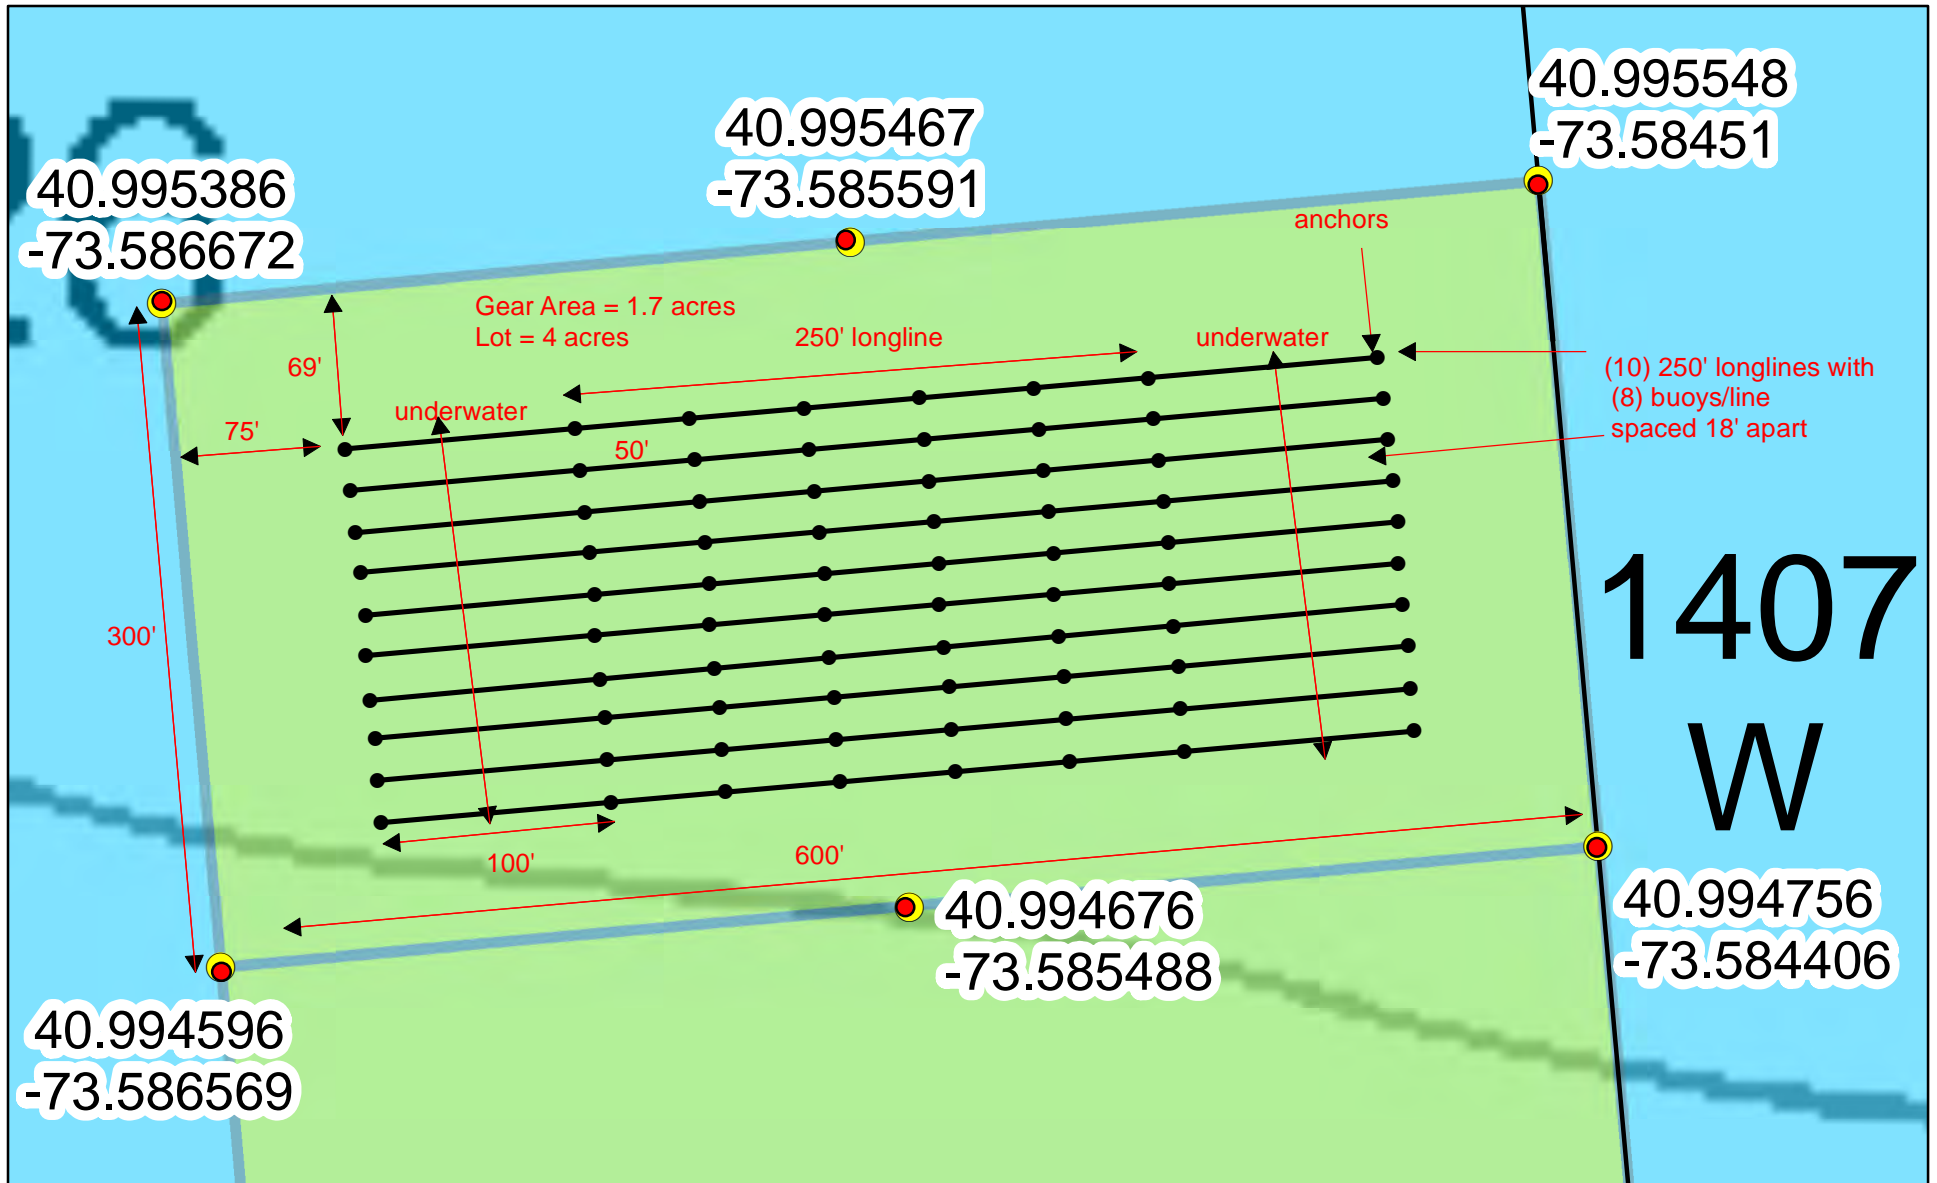 40.995548
-73.58451
40.995467
-73.585591
40.995386
-73.586672
anchors
Gear Area = 1.7 acres
Lot = 4 acres
250' longline
underwater
69'
(10) 250' longlines with
(8) buoys/line
spaced 18' apart
underwater
75'
50'
300'
1407
W
100'
600'
40.994676
-73.585488
40.994756
-73.584406
40.994596
-73.586569